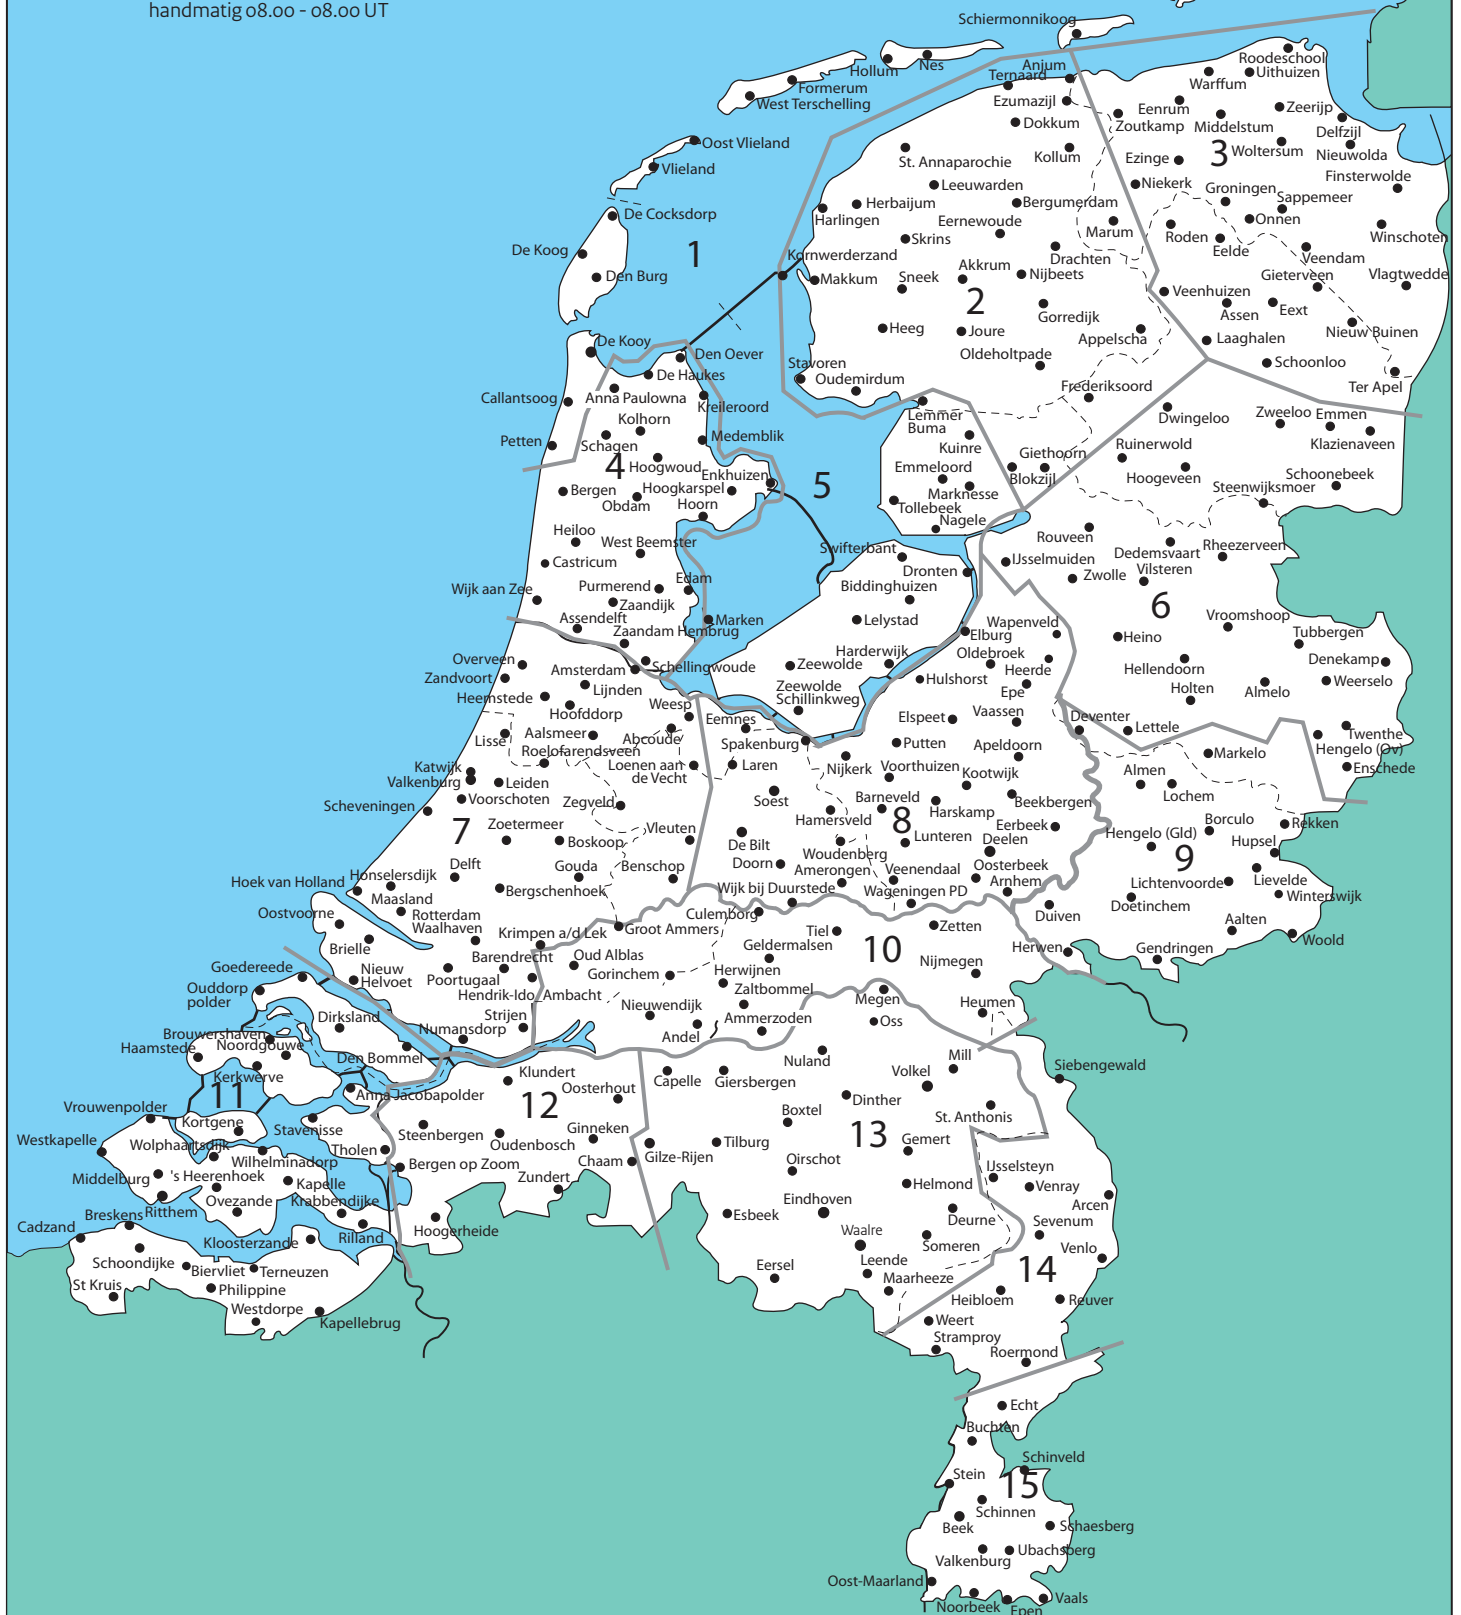 handmatig 08.00 - 08.00 UT
Schiermonnikoog
Hollum
Nes
Formerum
West Terschelling
Oost Vlieland
Vlieland
De Cocksdorp
De Koog
Den Burg
1
Anjum
Ternaard
Ezumazijl
Dokkum
Kollum
St. Annaparochie
Leeuwarden
Herbaijum
Harlingen
Bergumerdam
Eernewoude
Skrins
Marum
Drachten
Kornwerderzand
Makkum
Sneek
Akkrum
Nijbeets
2
Gorredijk
Heeg
Joure
Appelscha
Oldeholtpade
Stavoren
Oudemirdum
Frederiksoord
Roodeschool
Uithuizen
Warffum
Eenrum
Zeerijp
Zoutkamp
Middelstum
Delfzijl
3
Woltersum
Nieuwolda
Ezinge
Finsterwolde
Niekerk
Groningen
Sappemeer
Onnen
Roden
Eelde
Winschoten
Veendam
Gieterveen
Vlagtwedde
Veenhuizen
Assen
Eext
Nieuw Buinen
Laaghalen
Schoonloo
Ter Apel
De Kooy
Den Oever
De Haukes
Callantsoog
Anna Paulowna
Kreileroord
Kolhorn
Petten
Schagen
Medemblik
4
Hoogwoud
Enkhuizen
Bergen
Hoogkarspel
Obdam
Hoorn
Heiloo
West Beemster
Castricum
Purmerend
Edam
Wijk aan Zee
Zaandijk
Assendelft
Marken
Zaandam Hembrug
5
Lemmer
Buma
Kuinre
Emmeloord
Marknesse
Tollebeek
Nagele
Giethoorn
Blokzijl
Swifterbant
Dronten
Biddinghuizen
Lelystad
Harderwijk
Zeewolde
Zeewolde
Schillinkweg
Dwingeloo
Zweeloo
Emmen
Klazienaveen
Ruinerwold
Hoogeveen
Schoonebeek
Steenwijksmoer
Rouveen
IJsselmuiden
Dedemsvaart
Rheezerveen
Zwolle
Vilsteren
6
Vroomshoop
Heino
Tubbergen
Hellendoorn
Denekamp
Holten
Almelo
Weerselo
Deventer
Lettele
Twenthe
Hengelo (Ov)
Enschede
Overveen
Zandvoort
Amsterdam
Schellingwoude
Heemstede
Lijnden
Hoofddorp
Weesp
Lisse
Aalsmeer
Abcoude
Roelofarendsveen
Loenen aan
de Vecht
Katwijk
Valkenburg
Leiden
Voorschoten
Scheveningen
Zegveld
7
Zoetermeer
Boskoop
Vleuten
Delft
Gouda
Benschop
Honselersdijk
Hoek van Holland
Bergschenhoek
Maasland
Oostvoorne
Rotterdam
Waalhaven
Brielle
Krimpen a/d Lek
Barendrecht
Nieuw
Helvoet
Poortugaal
Goedereede
Ouddorp
polder
Hendrik-Ido_Ambacht
Dirksland
Strijen
Numansdorp
Den Bommel
Wapenveld
Elburg
Oldebroek
Heerde
Hulshorst
Epe
Eemnes
Elspeet
Vaassen
Spakenburg
Putten
Apeldoorn
Laren
Nijkerk
Voorthuizen
Kootwijk
Soest
Barneveld
Harskamp
Beekbergen
Hamersveld
8
Eerbeek
De Bilt
Lunteren
Deelen
Doorn
Woudenberg
Veenendaal
Oosterbeek
Amerongen
Arnhem
Wijk bij Duurstede
Wageningen PD
Markelo
Almen
Lochem
Borculo
Rekken
Hengelo (Gld)
Hupsel
9
Lichtenvoorde
Lievelde
Winterswijk
Doetinchem
Duiven
Aalten
Herwen
Gendringen
Woold
Culemborg
Groot Ammers
Tiel
Zetten
Geldermalsen
10
Oud Alblas
Gorinchem
Herwijnen
Nijmegen
Zaltbommel
Nieuwendijk
Megen
Heumen
Ammerzoden
Andel
Oss
Brouwershaven
Haamstede
Noordgouwe
Kerkwerve
11
Anna Jacobapolder
Vrouwenpolder
Kortgene
Stavenisse
Westkapelle
Wolphaartsdijk
Tholen
Wilhelminadorp
Middelburg
's Heerenhoek
Kapelle
Krabbendijke
Ritthem
Ovezande
Breskens
Cadzand
Kloosterzande
Rilland
Schoondijke
Biervliet
Terneuzen
St Kruis
Philippine
Westdorpe
Kapellebrug
Klundert
Oosterhout
12
Steenbergen
Ginneken
Oudenbosch
Chaam
Bergen op Zoom
Zundert
Hoogerheide
Nuland
Mill
Capelle
Giersbergen
Volkel
Siebengewald
Dinther
Boxtel
St. Anthonis
13
Tilburg
Gemert
Gilze-Rijen
Oirschot
Helmond
Eindhoven
Esbeek
Deurne
Waalre
Someren
Leende
Eersel
Maarheeze
IJsselsteyn
Venray
Arcen
Sevenum
Venlo
14
Heibloem
Reuver
Weert
Stramproy
Roermond
Echt
Buchten
Schinveld
Stein
15
Schinnen
Beek
Schaesberg
Ubachsberg
Valkenburg
Oost-Maarland
Noorbeek
Epen
Vaals